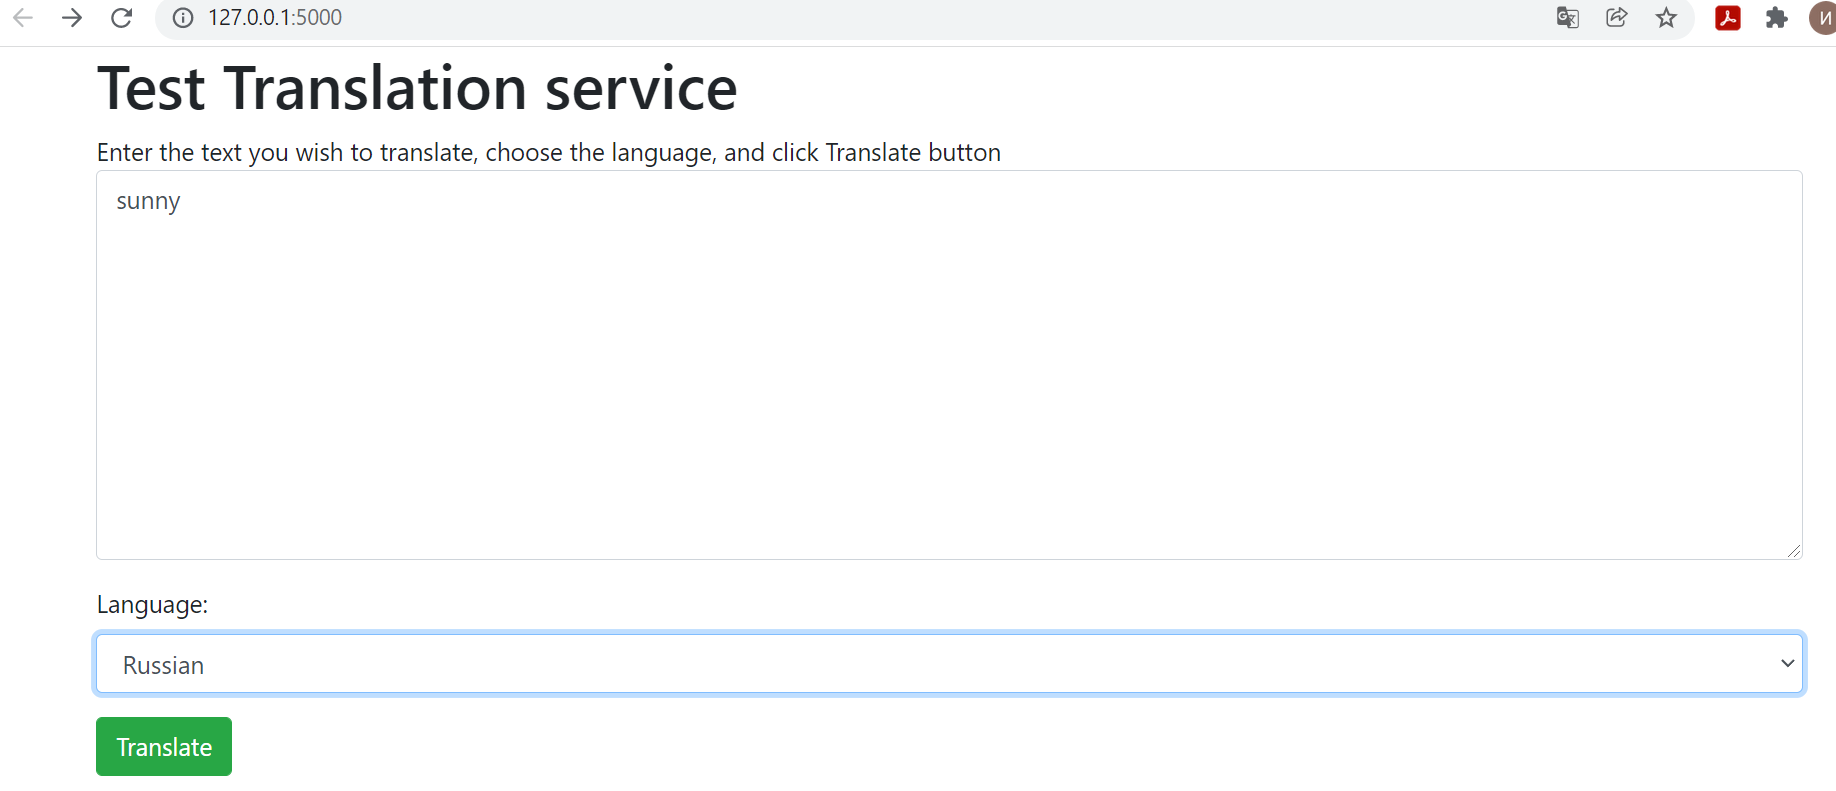 127.0.0.1:5000
И
Test Translation service
Enter the text you wish to translate, choose the language, and click Translate button
sunny
Language:
Russian
Translate